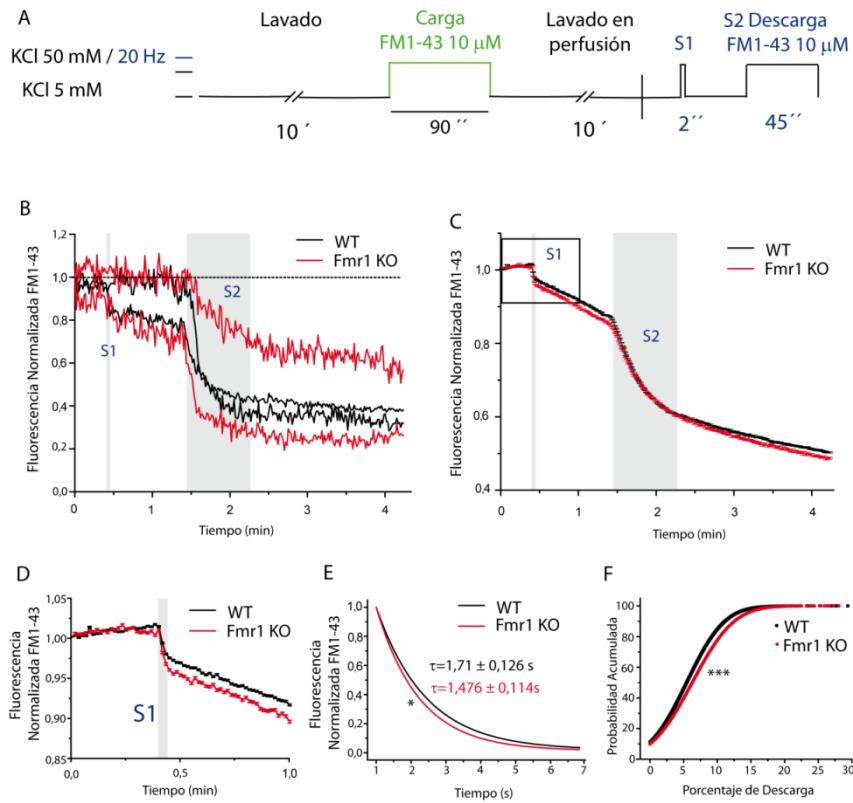 A
Lavado
Carga
FM1-43 10 μM
Lavado en
perfusión
S1
S2 Descarga
FM1-43 10 μM
KCl 50 mM / 20 Hz
KCl 5 mM
10 ´
90 ´´
10 ´
2´´
45´´
B
Fluorescencia Normalizada FM1-43
1,2
1,0
0,8
0,6
0,4
0,2
0,0
WT
Fmr1 KO
S1
S2
0
1
2
3
4
Tiempo (min)
C
Fluorescencia Normalizada FM1-43
1,0
0,8
0,6
0,4
S1
WT
Fmr1 KO
S2
0
1
2
3
4
Tiempo (min)
D
Fluorescencia
Normalizada FM1-43
1,05
1,00
0,95
0,90
0,85
WT
Fmr1 KO
S1
0,0
0,5
1,0
Tiempo (min)
E
Fluorescencia
Normalizada FM1-43
1,0
0,8
0,6
0,4
0,2
0,0
WT
Fmr1 KO
τ=1,71 ± 0,126 s
τ=1,476 ± 0,114s
*
1
2
3
4
5
6
7
Tiempo (s)
F
Probabilidad Acumulada
100
80
60
40
20
0
WT
Fmr1 KO
***
0
5
10
15
20
25
30
Porcentaje de Descarga